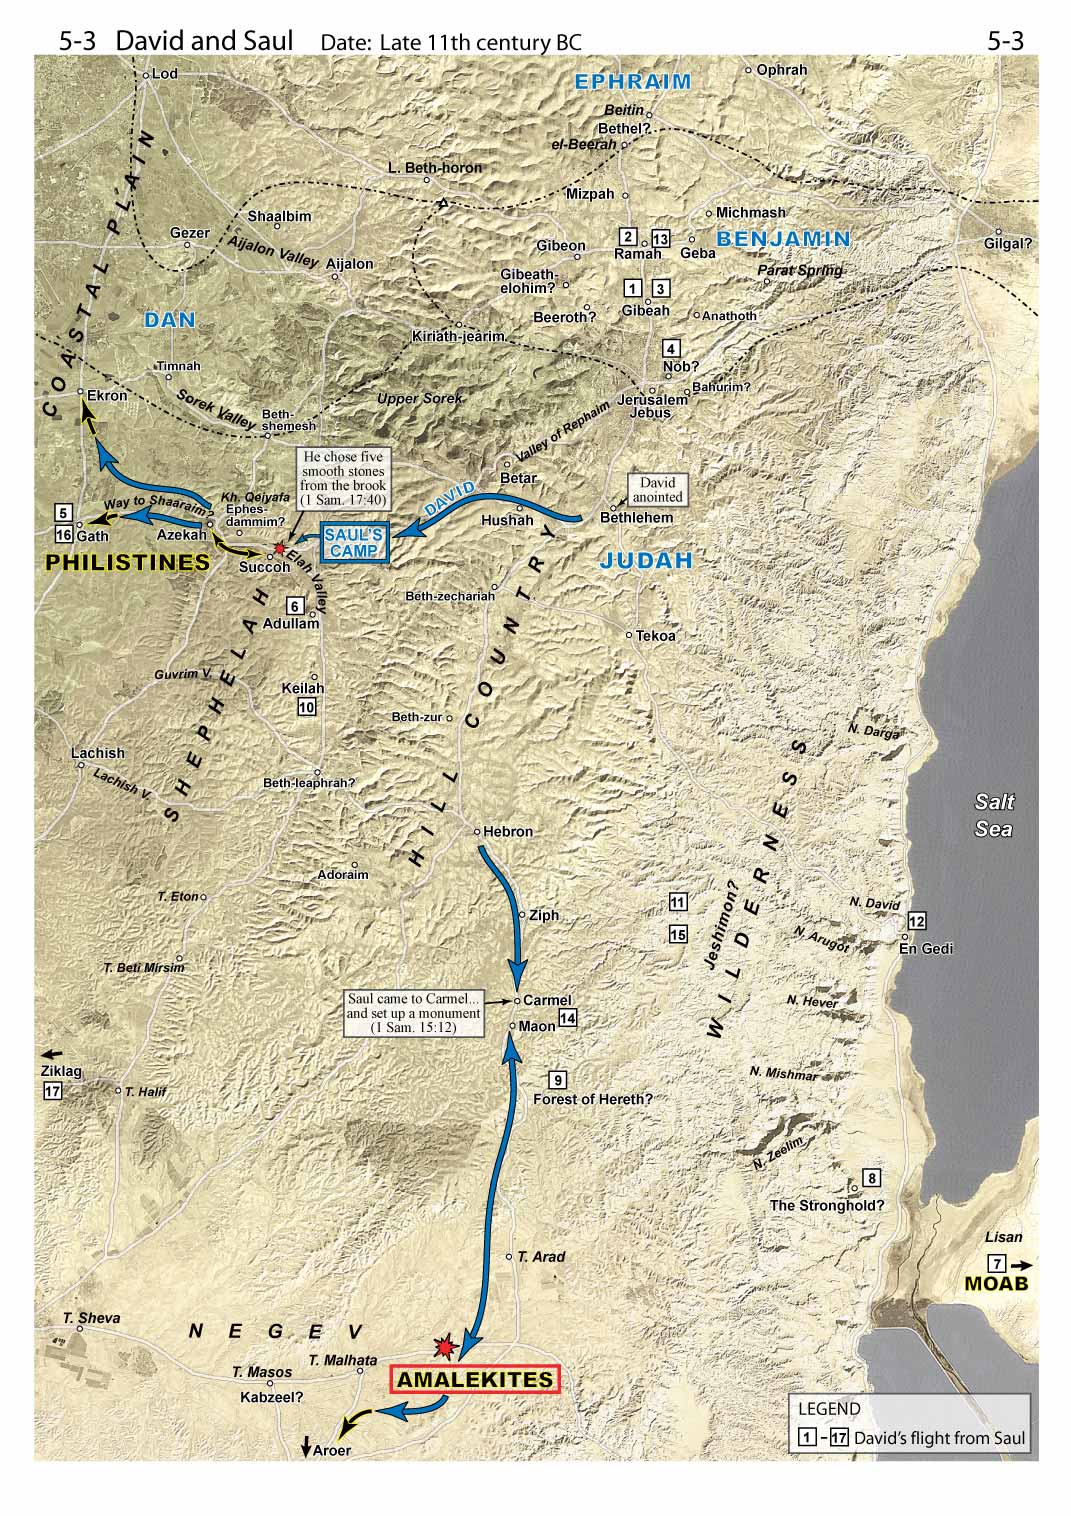 5-3 David and Saul Date: Late 11th century BC 5-3
Lod
EPHRAIM
Ophrah
Beitin
Bethel?
el-Beerah
L. Beth-horon
Mizpah
COASTAL PLAIN
Shaalbim
Michmash
Gezer
Aijalon Valley
Aijalon
Gibeon
2 13
Ramah
Geba
BENJAMIN
Gilgal?
Gibeath-
elohim?
Parat Spring
1 3
Gibeah
Beeroth?
Anathoth
DAN
Kiriath-jearim
4
Nob?
Timnah
Ekron
Sorek Valley
Upper Sorek
Bahurim?
Jerusalem
Jebus
Beth-
shemesh
Valley of Rephaim
He chose five
smooth stones
from the brook
(1 Sam. 17:40)
Betar
David
anointed
DAVID
Way to Shaaraim?
Kh. Qeiyafa
Ephes-
dammim?
5
16 Gath
Azekah
Hushah
Bethlehem
SAUL'S
CAMP
PHILISTINES
Succoh
Elah Valley
JUDAH
6
Adullam
Beth-zechariah
Tekoa
SHEPHELAH
HILL COUNTRY
Guvrim V.
Keilah
10
Beth-zur
N. Darga
Lachish
Lachish V.
Beth-leaphrah?
Salt
Sea
WILDERNESS
Hebron
Adoraim
T. Eton
Ziph
11
15
Jeshimon?
N. David
12
En Gedi
N. Arugot
T. Beti Mirsim
Saul came to Carmel...
and set up a monument
(1 Sam. 15:12)
Carmel
14
Maon
N. Hever
Ziklag
17
T. Halif
9
Forest of Hereth?
N. Mishmar
N. Zeelim
8
The Stronghold?
Lisan
7
MOAB
T. Arad
T. Sheva
NEGEV
T. Malhata
T. Masos
Kabzeel?
AMALEKITES
Aroer
LEGEND
1 - 17 David's flight from Saul